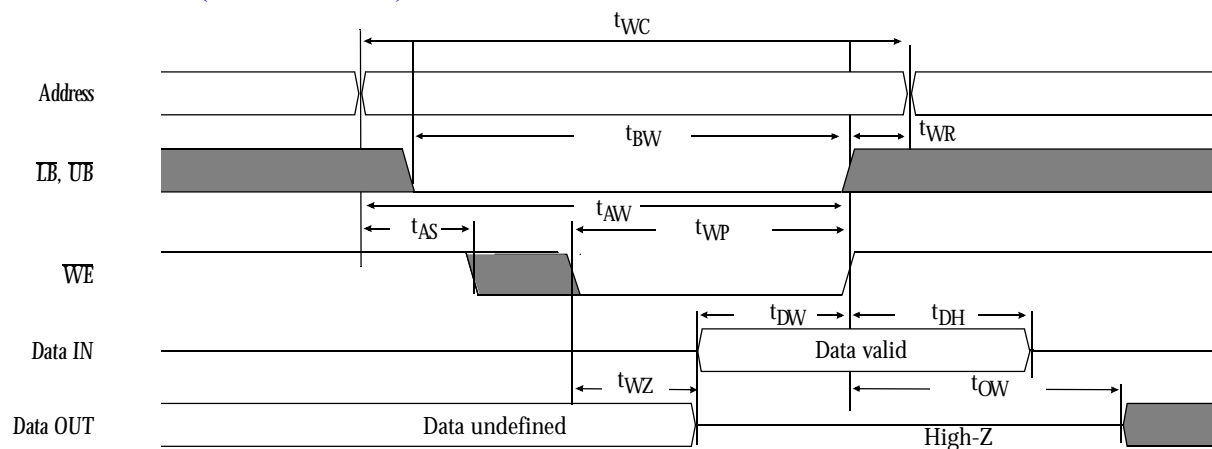 tWC
Address
tBW
tWR
LB, UB
tAW
tAS
tWP
WE
tDW
tDH
Data IN
Data valid
tWZ
tOW
Data OUT
Data undefined
High-Z